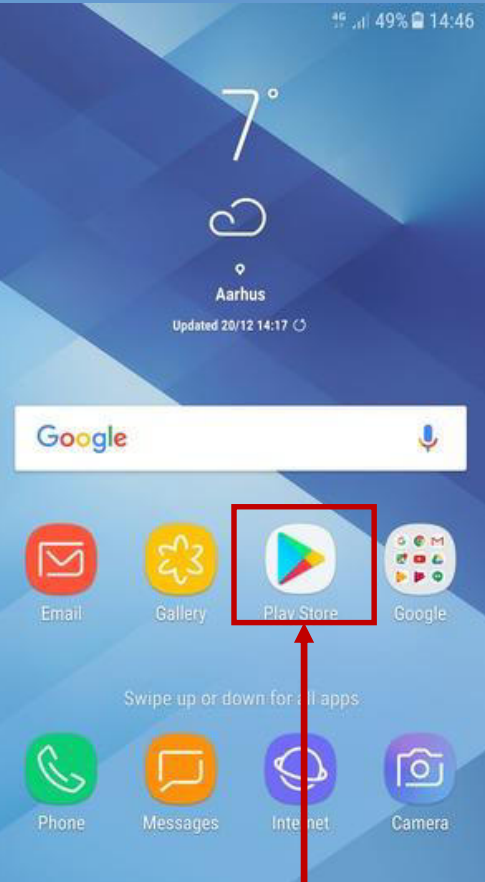 4G 49% 14:46
7°
Aarhus
Updated 20/12 14:17
Google
Email Gallery Play Store Google
Swipe up or down for all apps
Phone Messages Internet Camera